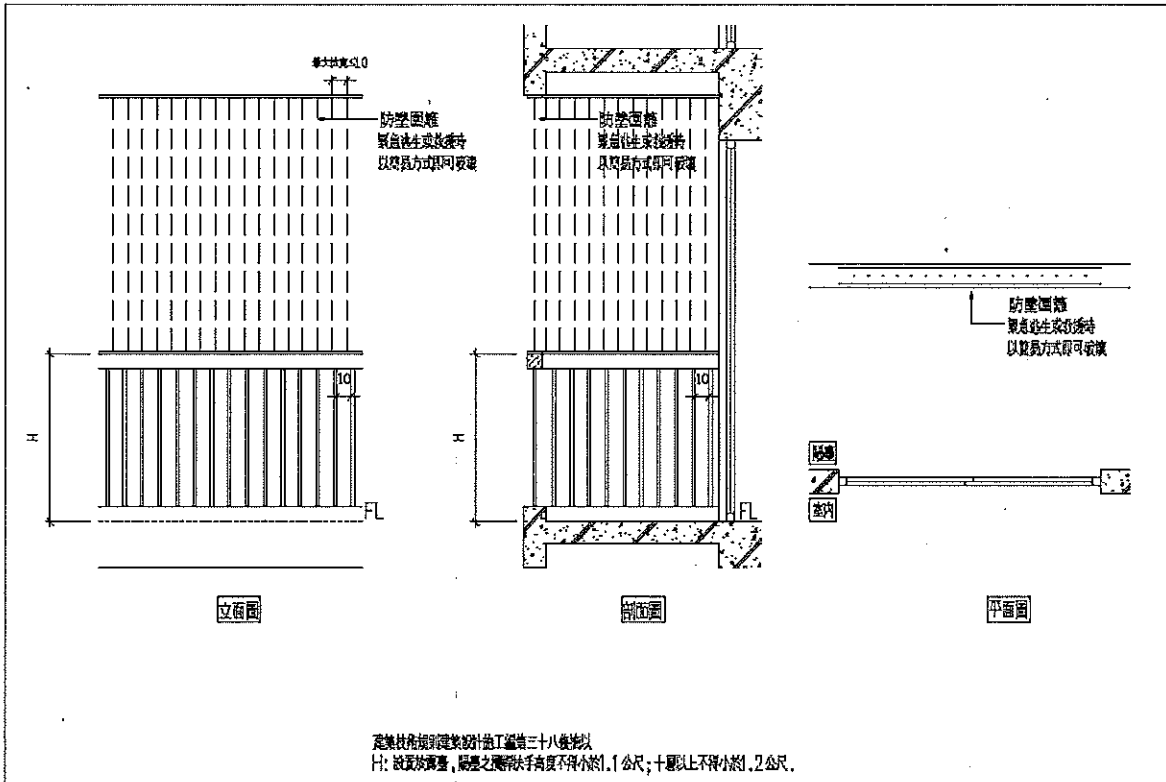 最大放寬≤10
防墜圍籬
緊急逃生或救援時
以簡易方式即可破壞
10
H
FL
立面圖
防墜圍籬
緊急逃生或救援時
以簡易方式即可破壞
10
H
FL
剖面圖
防墜圍籬
緊急逃生或救援時
以簡易方式即可破壞
陽臺
室內
平面圖
建築技術規則建築設計施工編第三十八條
H: 設置於露臺、陽臺之欄杆扶手高度不得小於1.1公尺;十層以上不得小於1.2公尺.